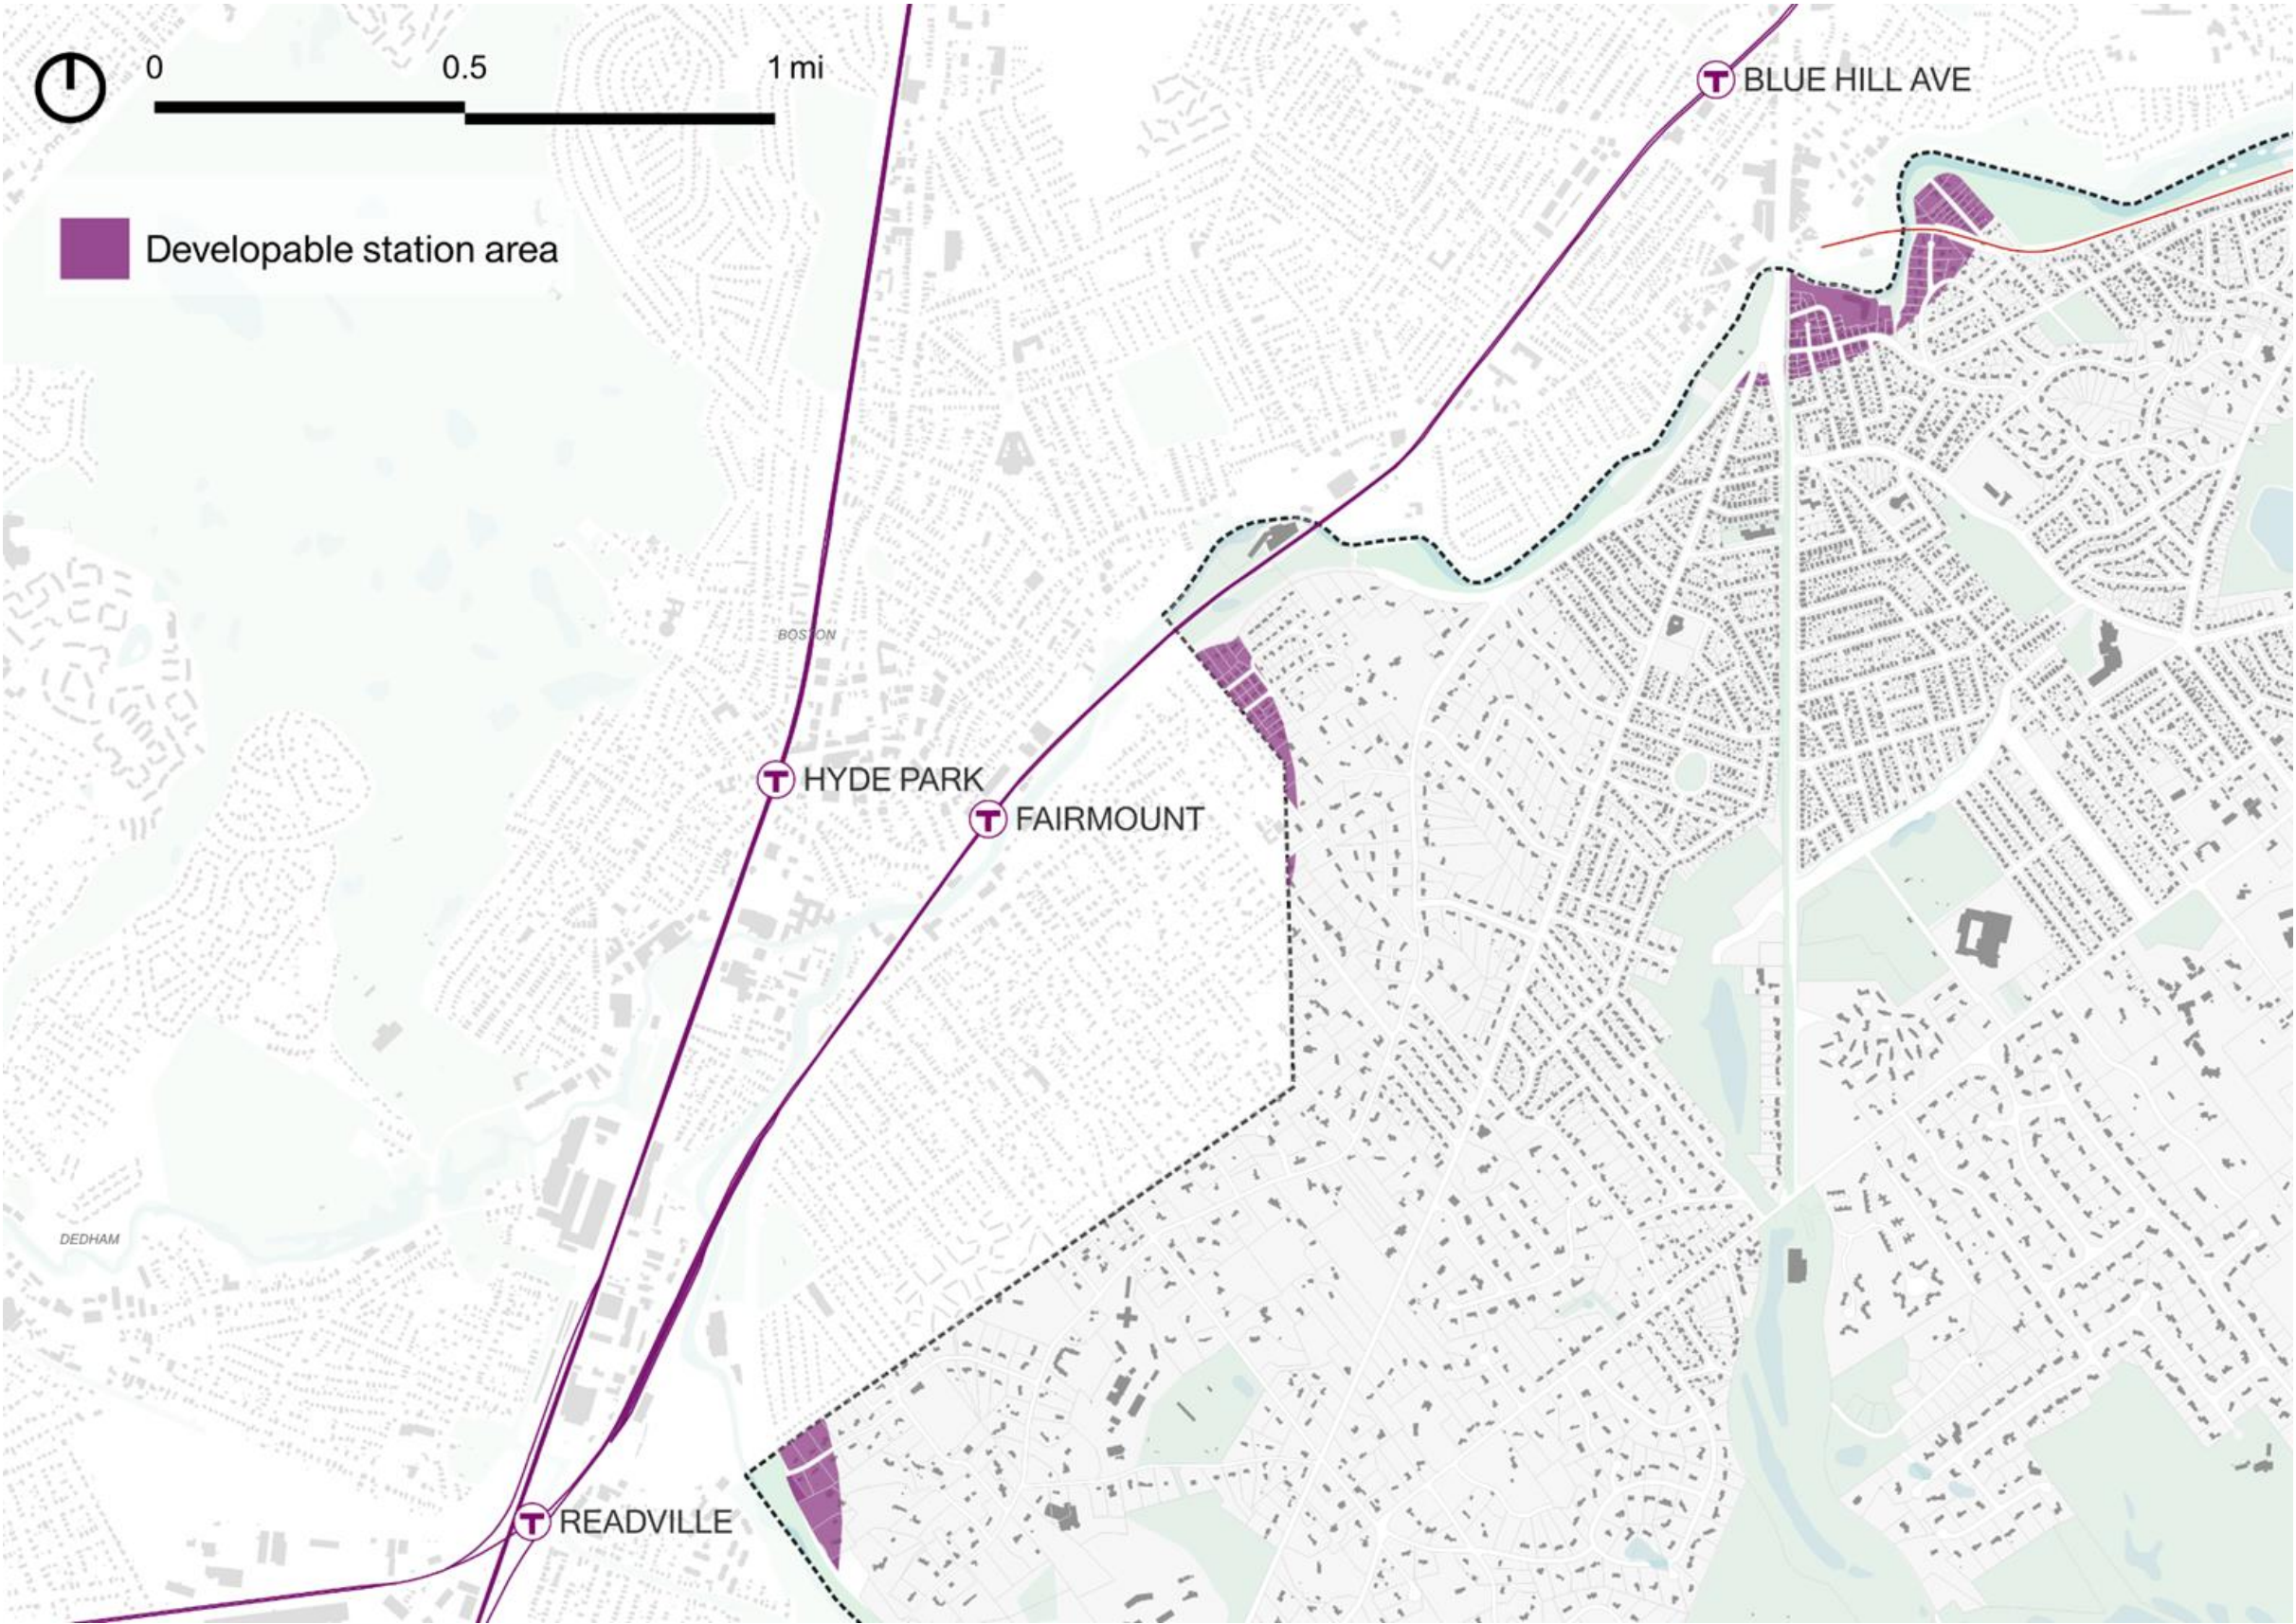 0 0.5 1 mi
BLUE HILL AVE
Developable station area
BOSTON
T HYDE PARK
T FAIRMOUNT
DEDHAM
T READVILLE
T